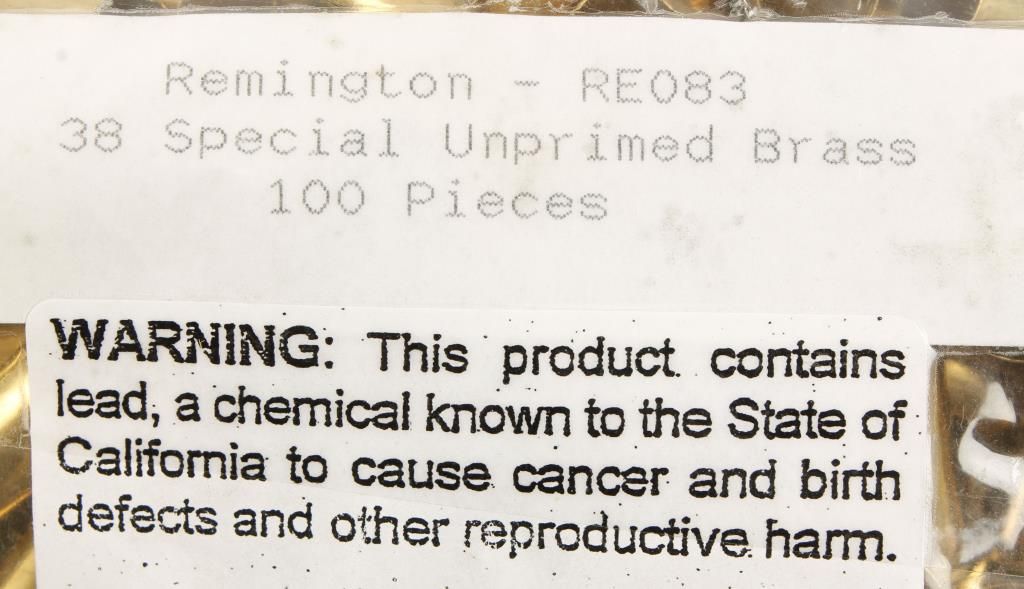 Remington - RE083
38 Special Unprimed Brass
100 Pieces
WARNING: This product contains
lead, a chemical known to the State of
California to cause cancer and birth
defects and other reproductive harm.